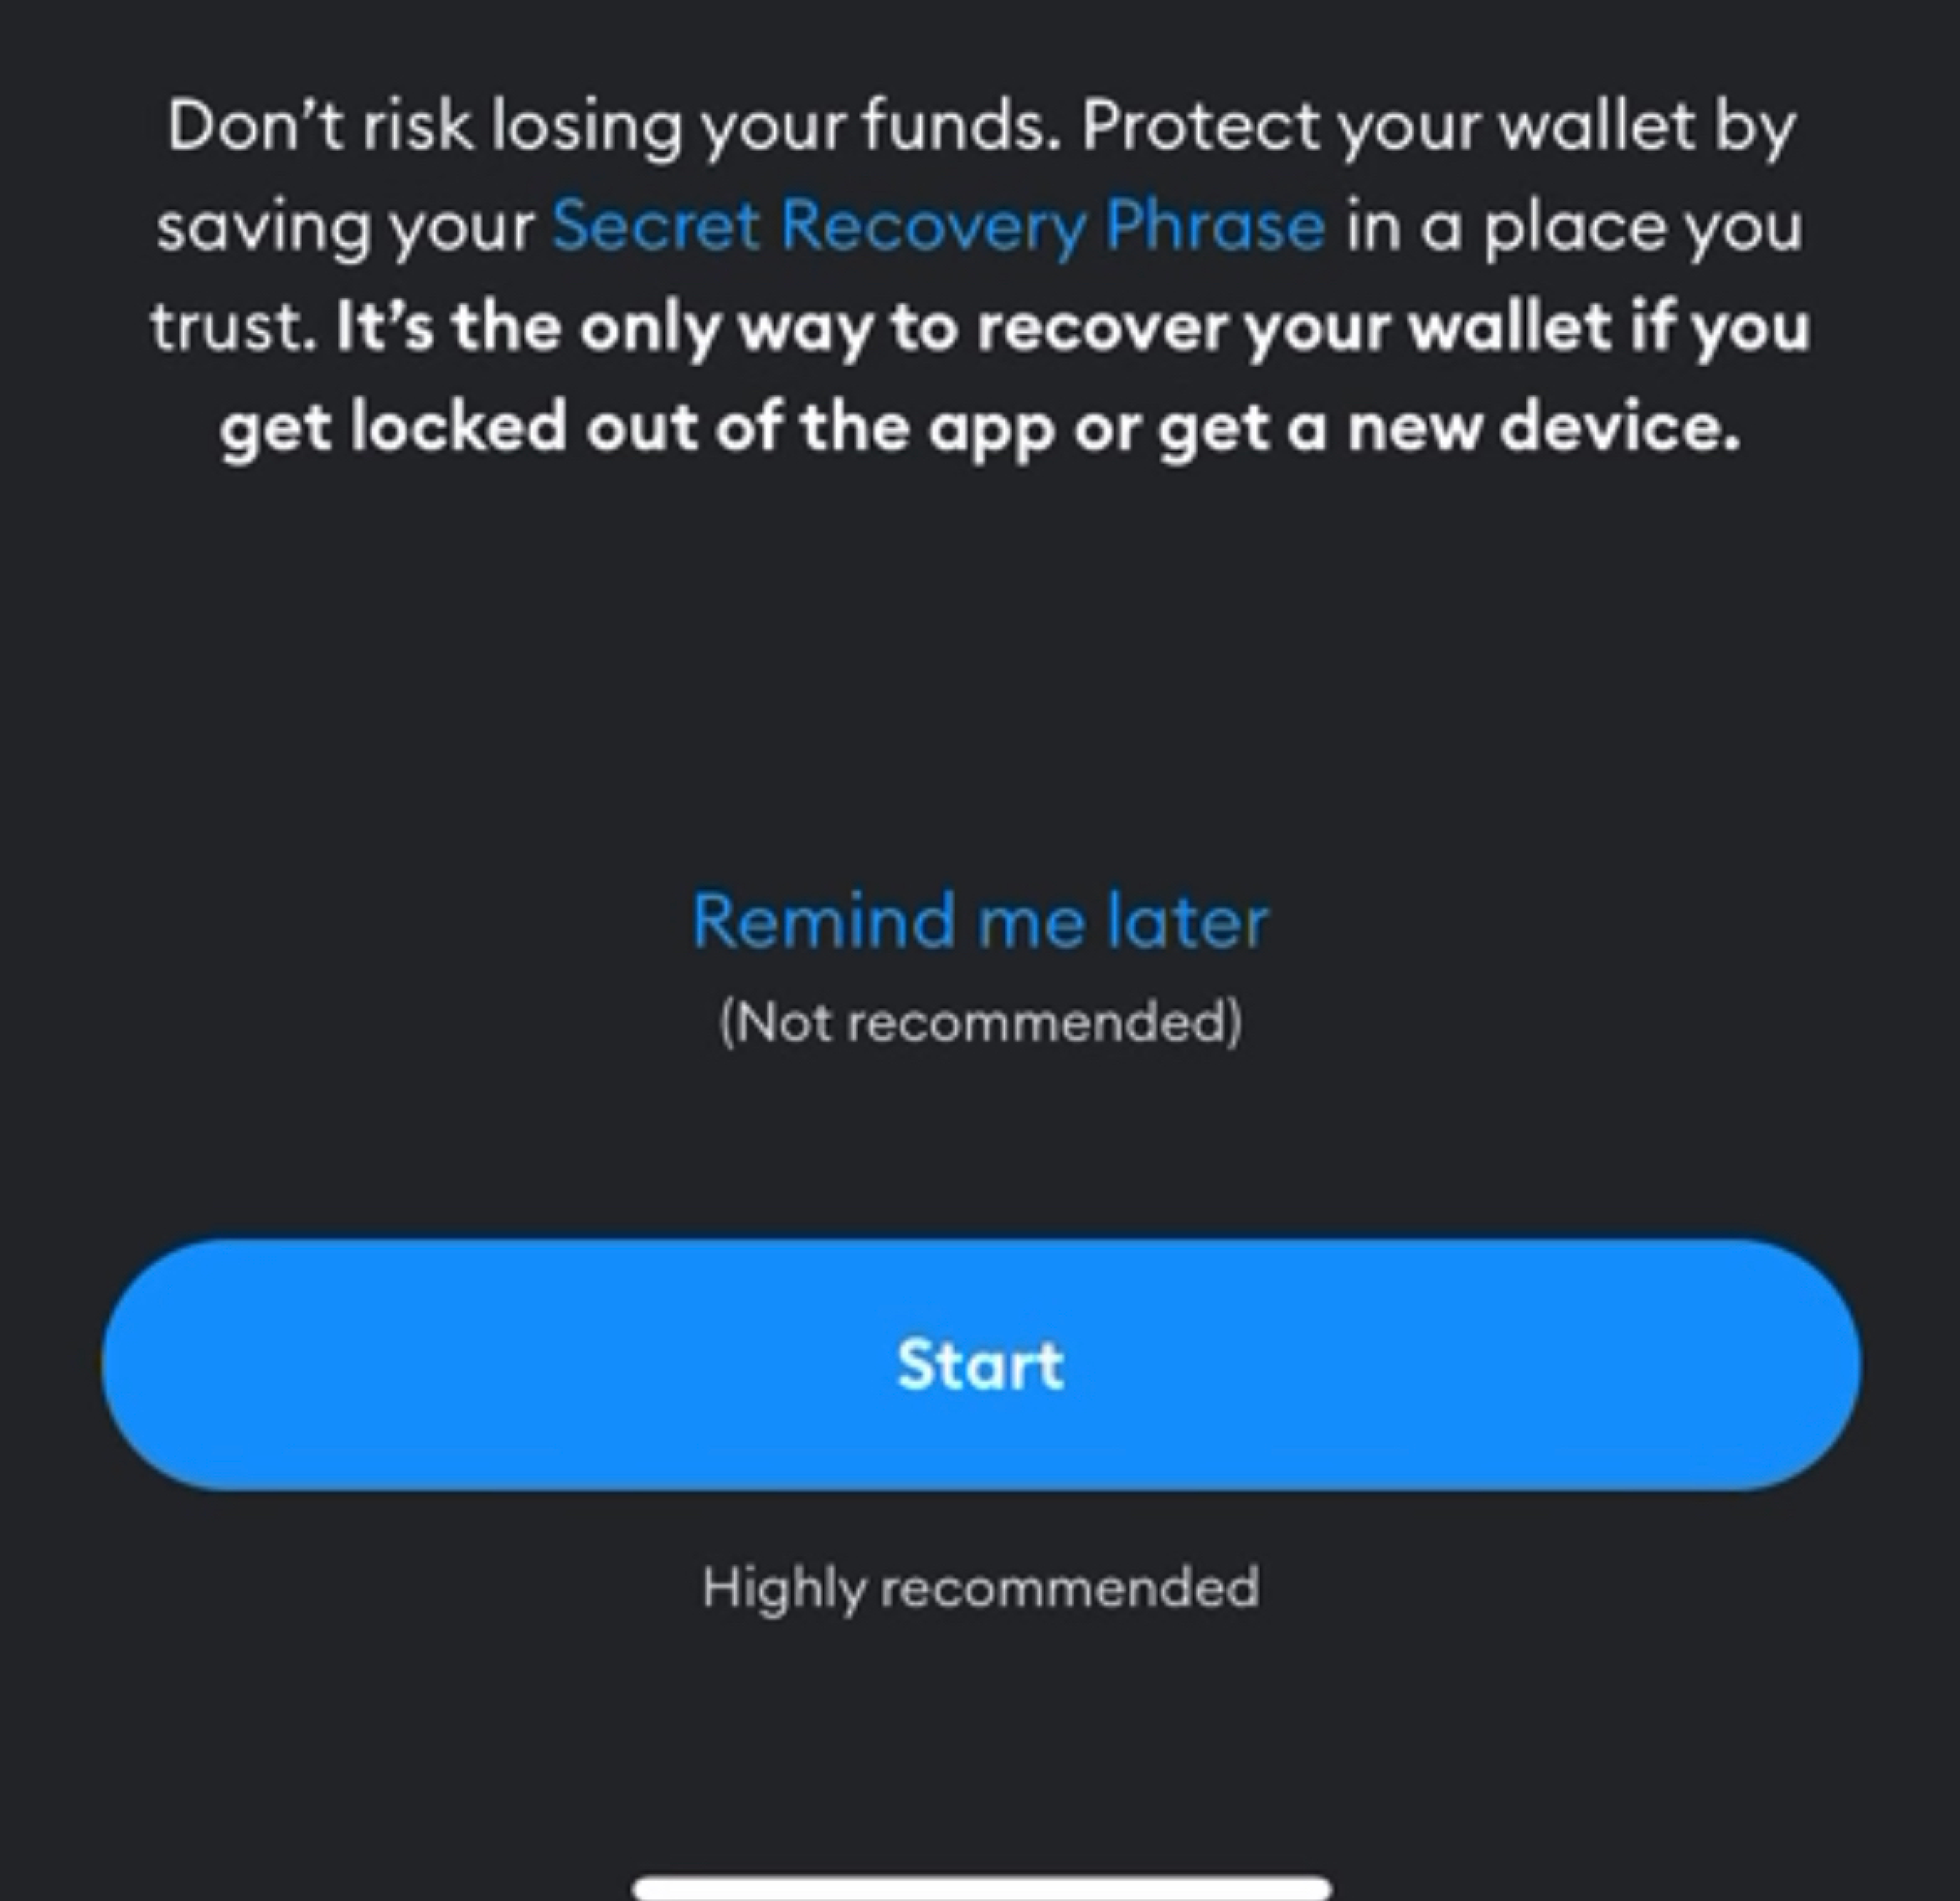 Don’t risk losing your funds. Protect your wallet by
saving your Secret Recovery Phrase in a place you
trust. It’s the only way to recover your wallet if you
get locked out of the app or get a new device.
Remind me later
(Not recommended)
Start
Highly recommended